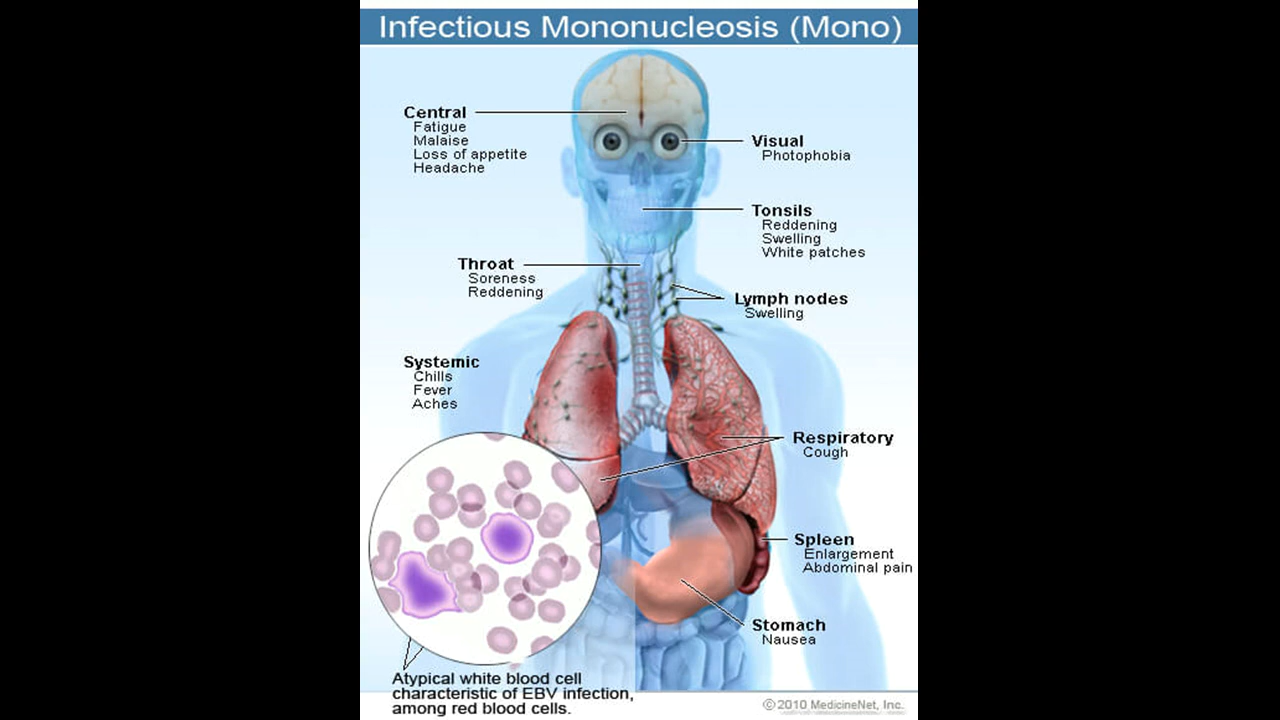 Infectious Mononucleosis (Mono)
Central
Fatigue
Malaise
Loss of appetite
Headache
Visual
Photophobia
Tonsils
Reddening
Swelling
White patches
Throat
Soreness
Reddening
Lymph nodes
Swelling
Systemic
Chills
Fever
Aches
Respiratory
Cough
Spleen
Enlargement
Abdominal pain
Stomach
Nausea
Atypical white blood cell
characteristic of EBV infection,
among red blood cells.
©2010 MedicineNet, Inc.